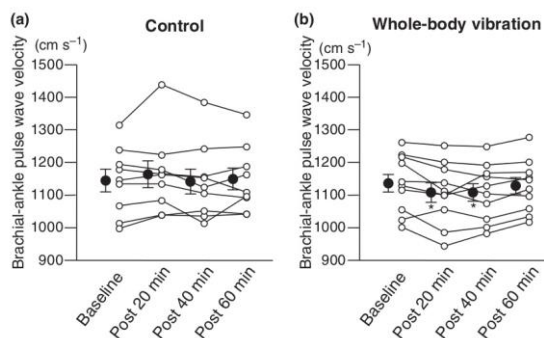 (a)
Control
(cm s⁻¹)
Brachial-ankle pulse wave velocity
1500
1400
1300
1200
1100
1000
900
Baseline
Post 20 min
Post 40 min
Post 60 min
(b)
Whole-body vibration
(cm s⁻¹)
Brachial-ankle pulse wave velocity
1500
1400
1300
1200
1100
1000
900
*
*
Baseline
Post 20 min
Post 40 min
Post 60 min